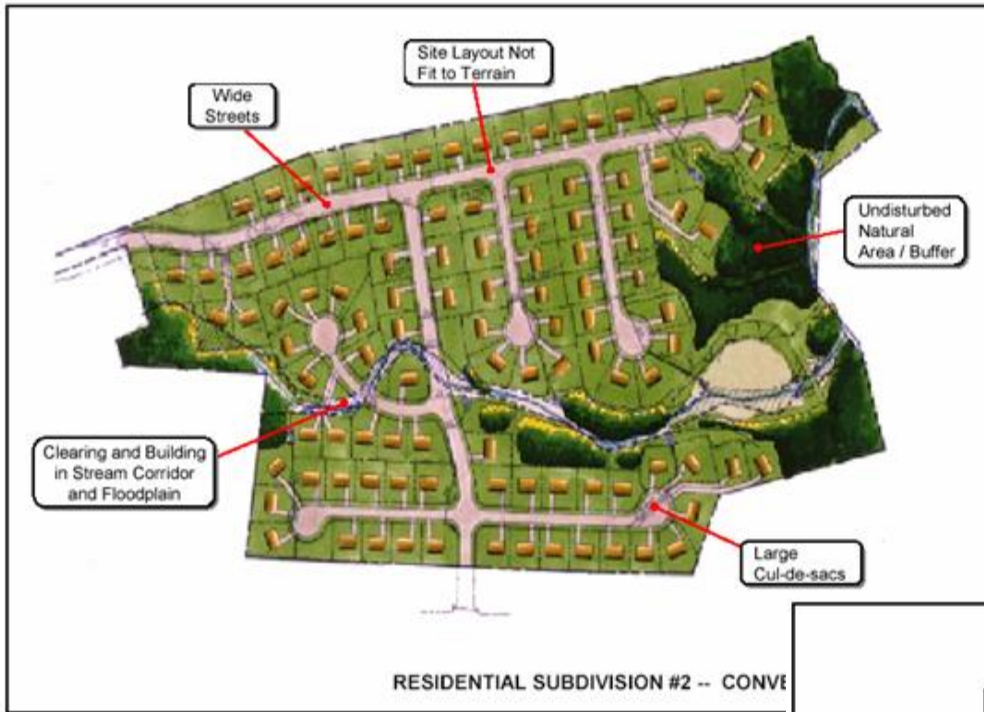 Site Layout Not
Fit to Terrain
Wide
Streets
Undisturbed
Natural
Area / Buffer
Clearing and Building
in Stream Corridor
and Floodplain
Large
Cul-de-sacs
RESIDENTIAL SUBDIVISION #2 -- CONVE